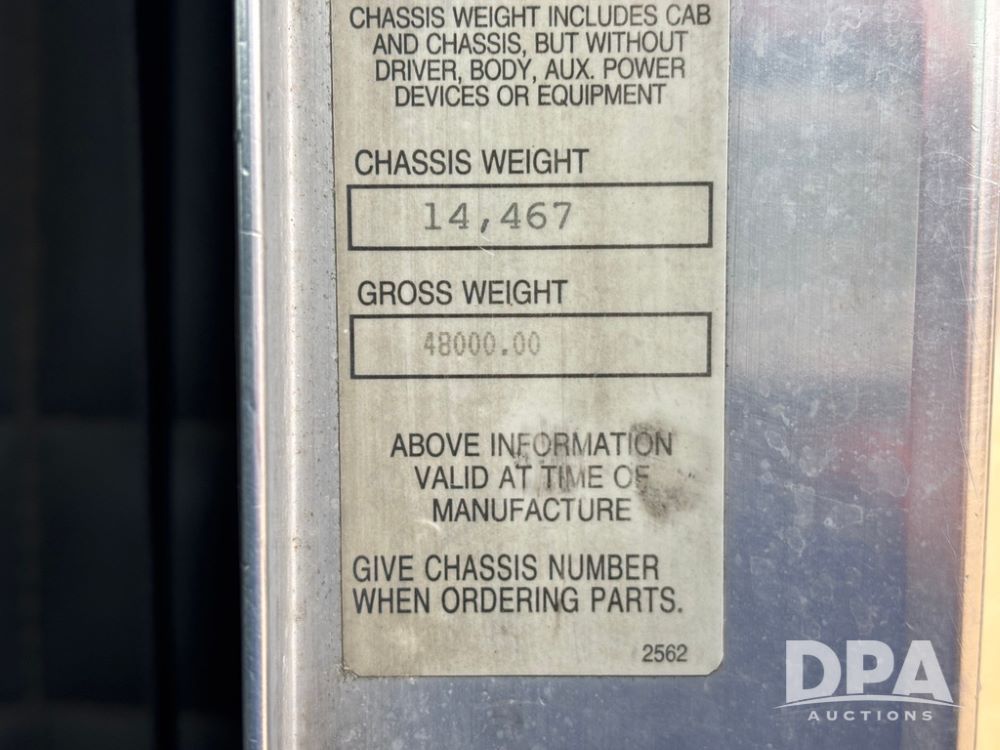 CHASSIS WEIGHT INCLUDES CAB
AND CHASSIS, BUT WITHOUT
DRIVER, BODY, AUX. POWER
DEVICES OR EQUIPMENT
CHASSIS WEIGHT
14,467
GROSS WEIGHT
48000.00
ABOVE INFORMATION
VALID AT TIME OF
MANUFACTURE
GIVE CHASSIS NUMBER
WHEN ORDERING PARTS.
2562
DPA
AUCTIONS